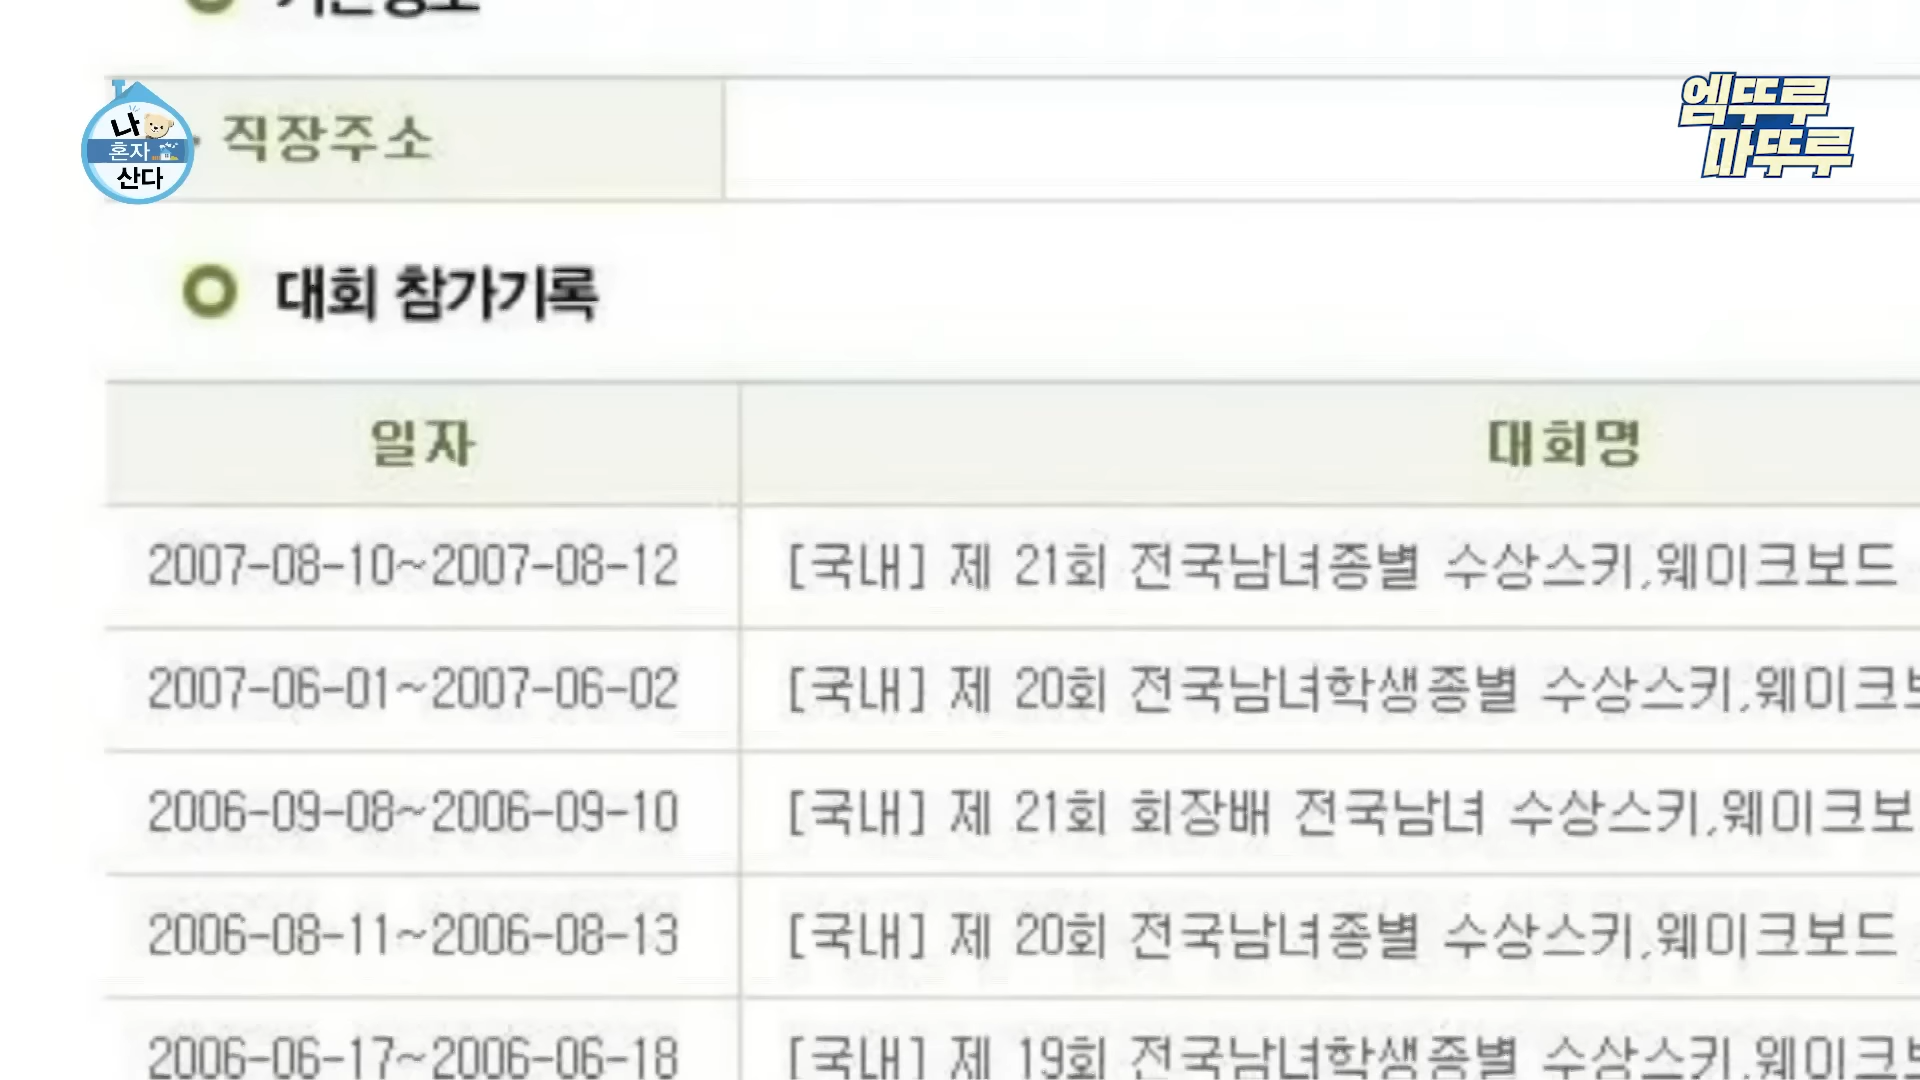 기본정보
나
혼자
산다
엠뚜루
마뚜루
직장주소
대회 참가기록
일자 대회명
2007-08-10~2007-08-12 [국내] 제 21회 전국남녀종별 수상스키,웨이크보드
2007-06-01~2007-06-02 [국내] 제 20회 전국남녀학생종별 수상스키,웨이크보
2006-09-08~2006-09-10 [국내] 제 21회 회장배 전국남녀 수상스키,웨이크보
2006-08-11~2006-08-13 [국내] 제 20회 전국남녀종별 수상스키,웨이크보드
2006-06-17~2006-06-18 [국내] 제 19회 전국남녀학생종별 수상스키,웨이크보